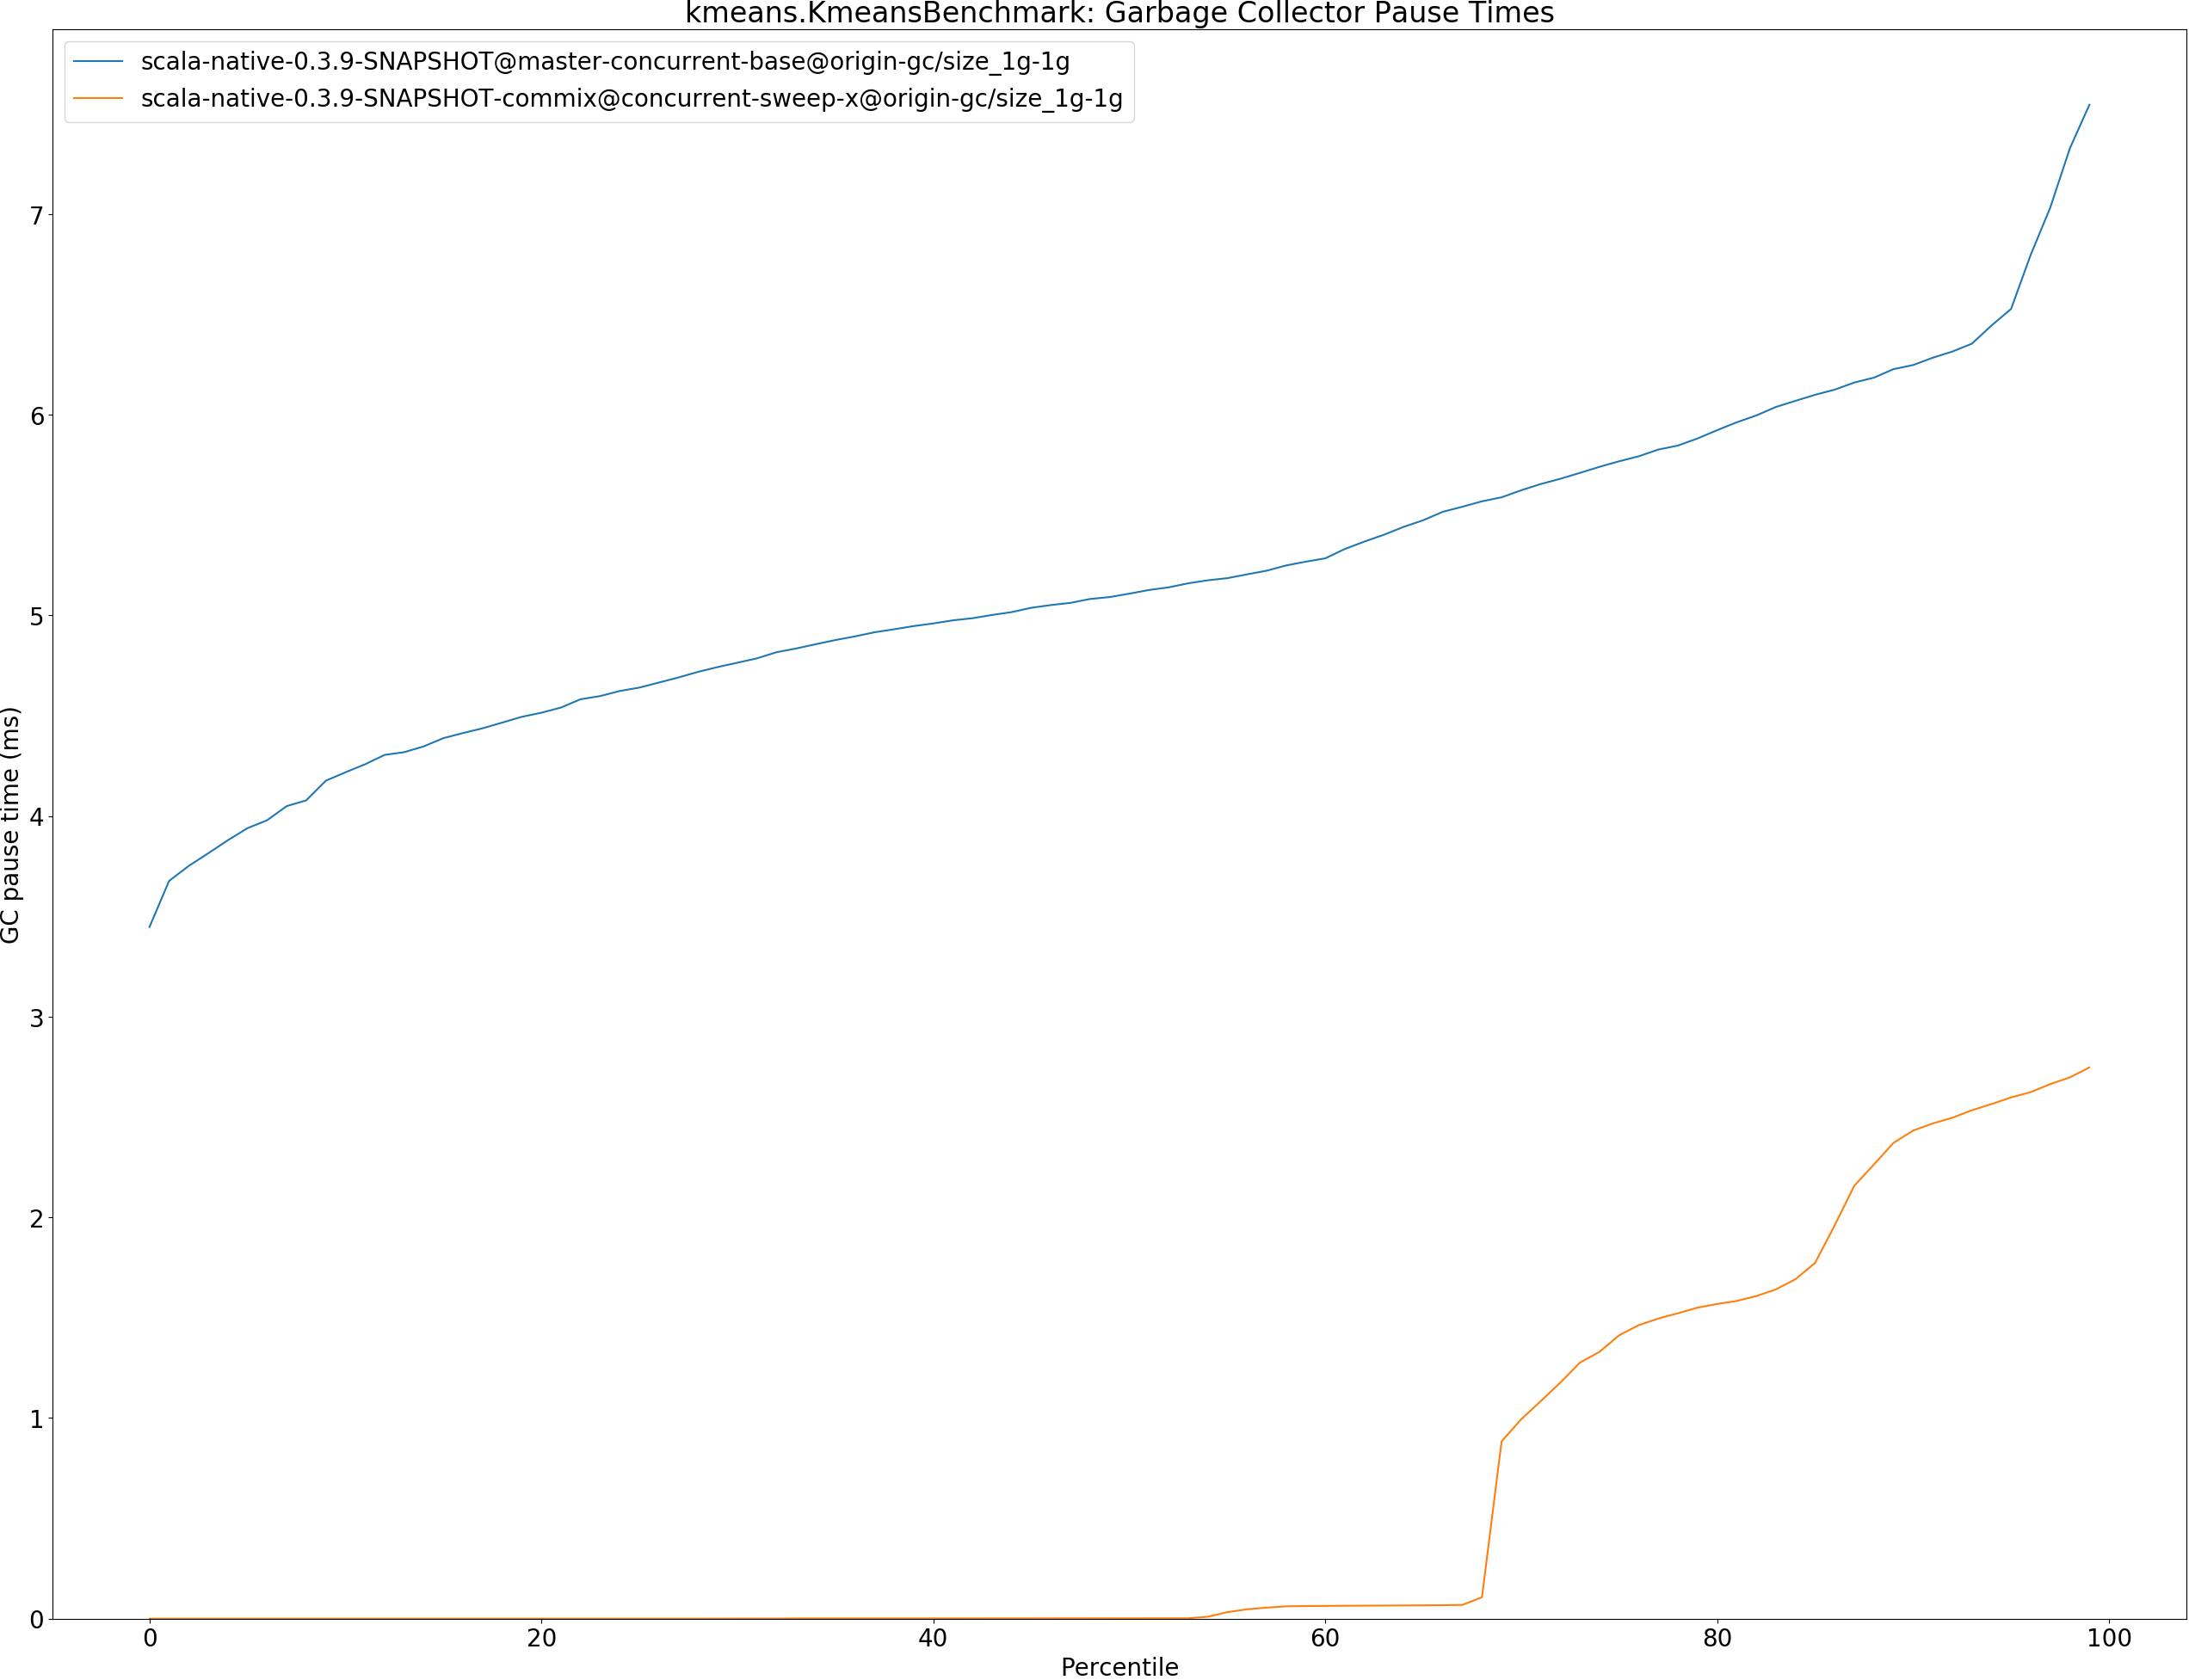 kmeans.KmeansBenchmark: Garbage Collector Pause Times
scala-native-0.3.9-SNAPSHOT@master-concurrent-base@origin-gc/size_1g-1g
scala-native-0.3.9-SNAPSHOT-commix@concurrent-sweep-x@origin-gc/size_1g-1g
GC pause time (ms)
7
6
5
4
3
2
1
0
0 20 40 60 80 100
Percentile